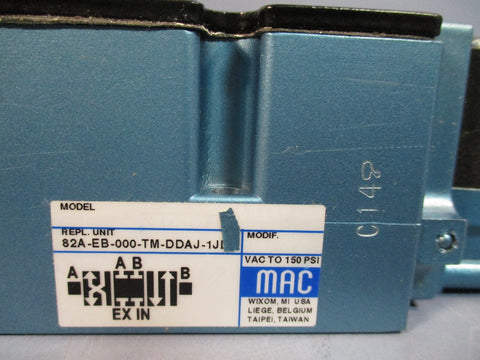 C147
MODEL
REPL. UNIT MODIF.
82A-EB-000-TM-DDAJ-1J
VAC TO 150 PSI
A B
A B
MAC
EX IN
WIXOM, MI USA
LIEGE, BELGIUM
TAIPEI, TAIWAN